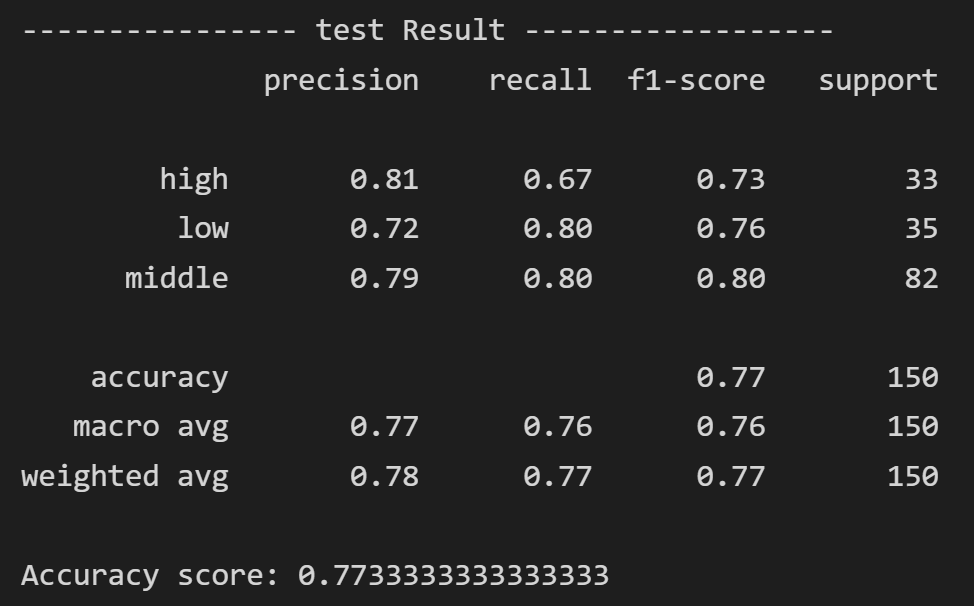 ---------------- test Result ------------------
precision recall f1-score support
high 0.81 0.67 0.73 33
low 0.72 0.80 0.76 35
middle 0.79 0.80 0.80 82
accuracy 0.77 150
macro avg 0.77 0.76 0.76 150
weighted avg 0.78 0.77 0.77 150
Accuracy score: 0.7733333333333333